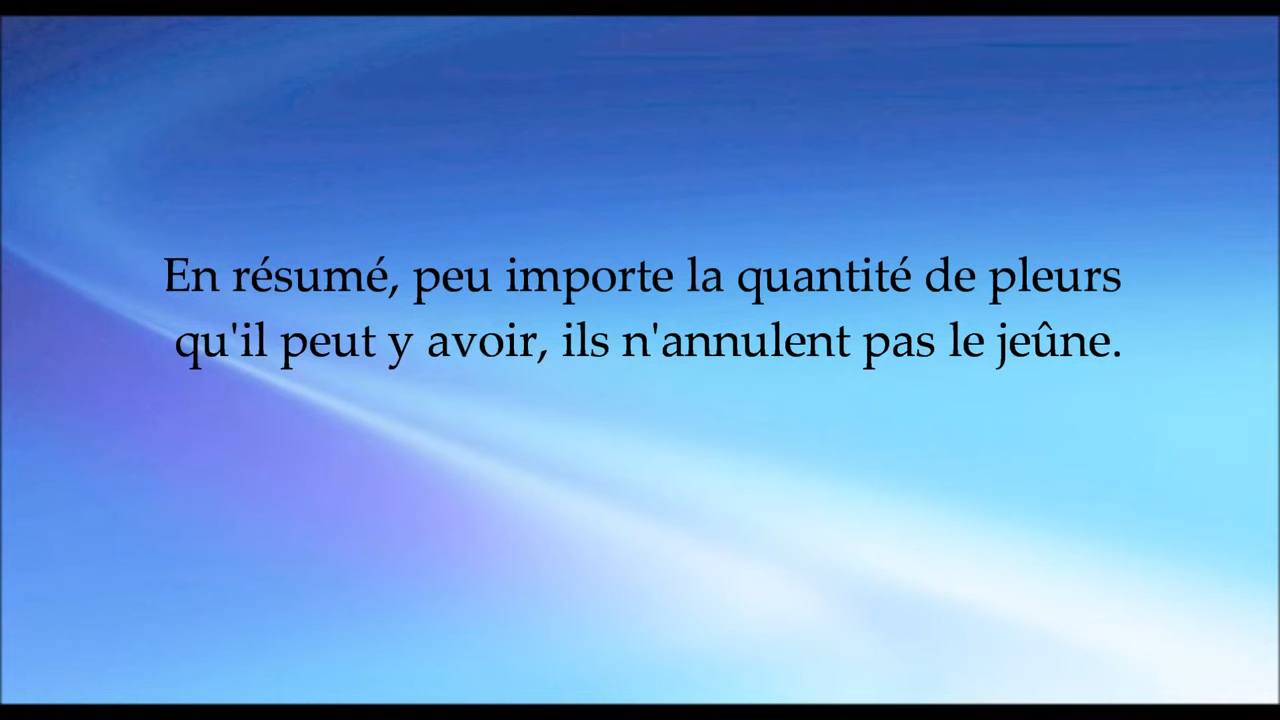 En résumé, peu importe la quantité de pleurs
qu'il peut y avoir, ils n'annulent pas le jeûne.